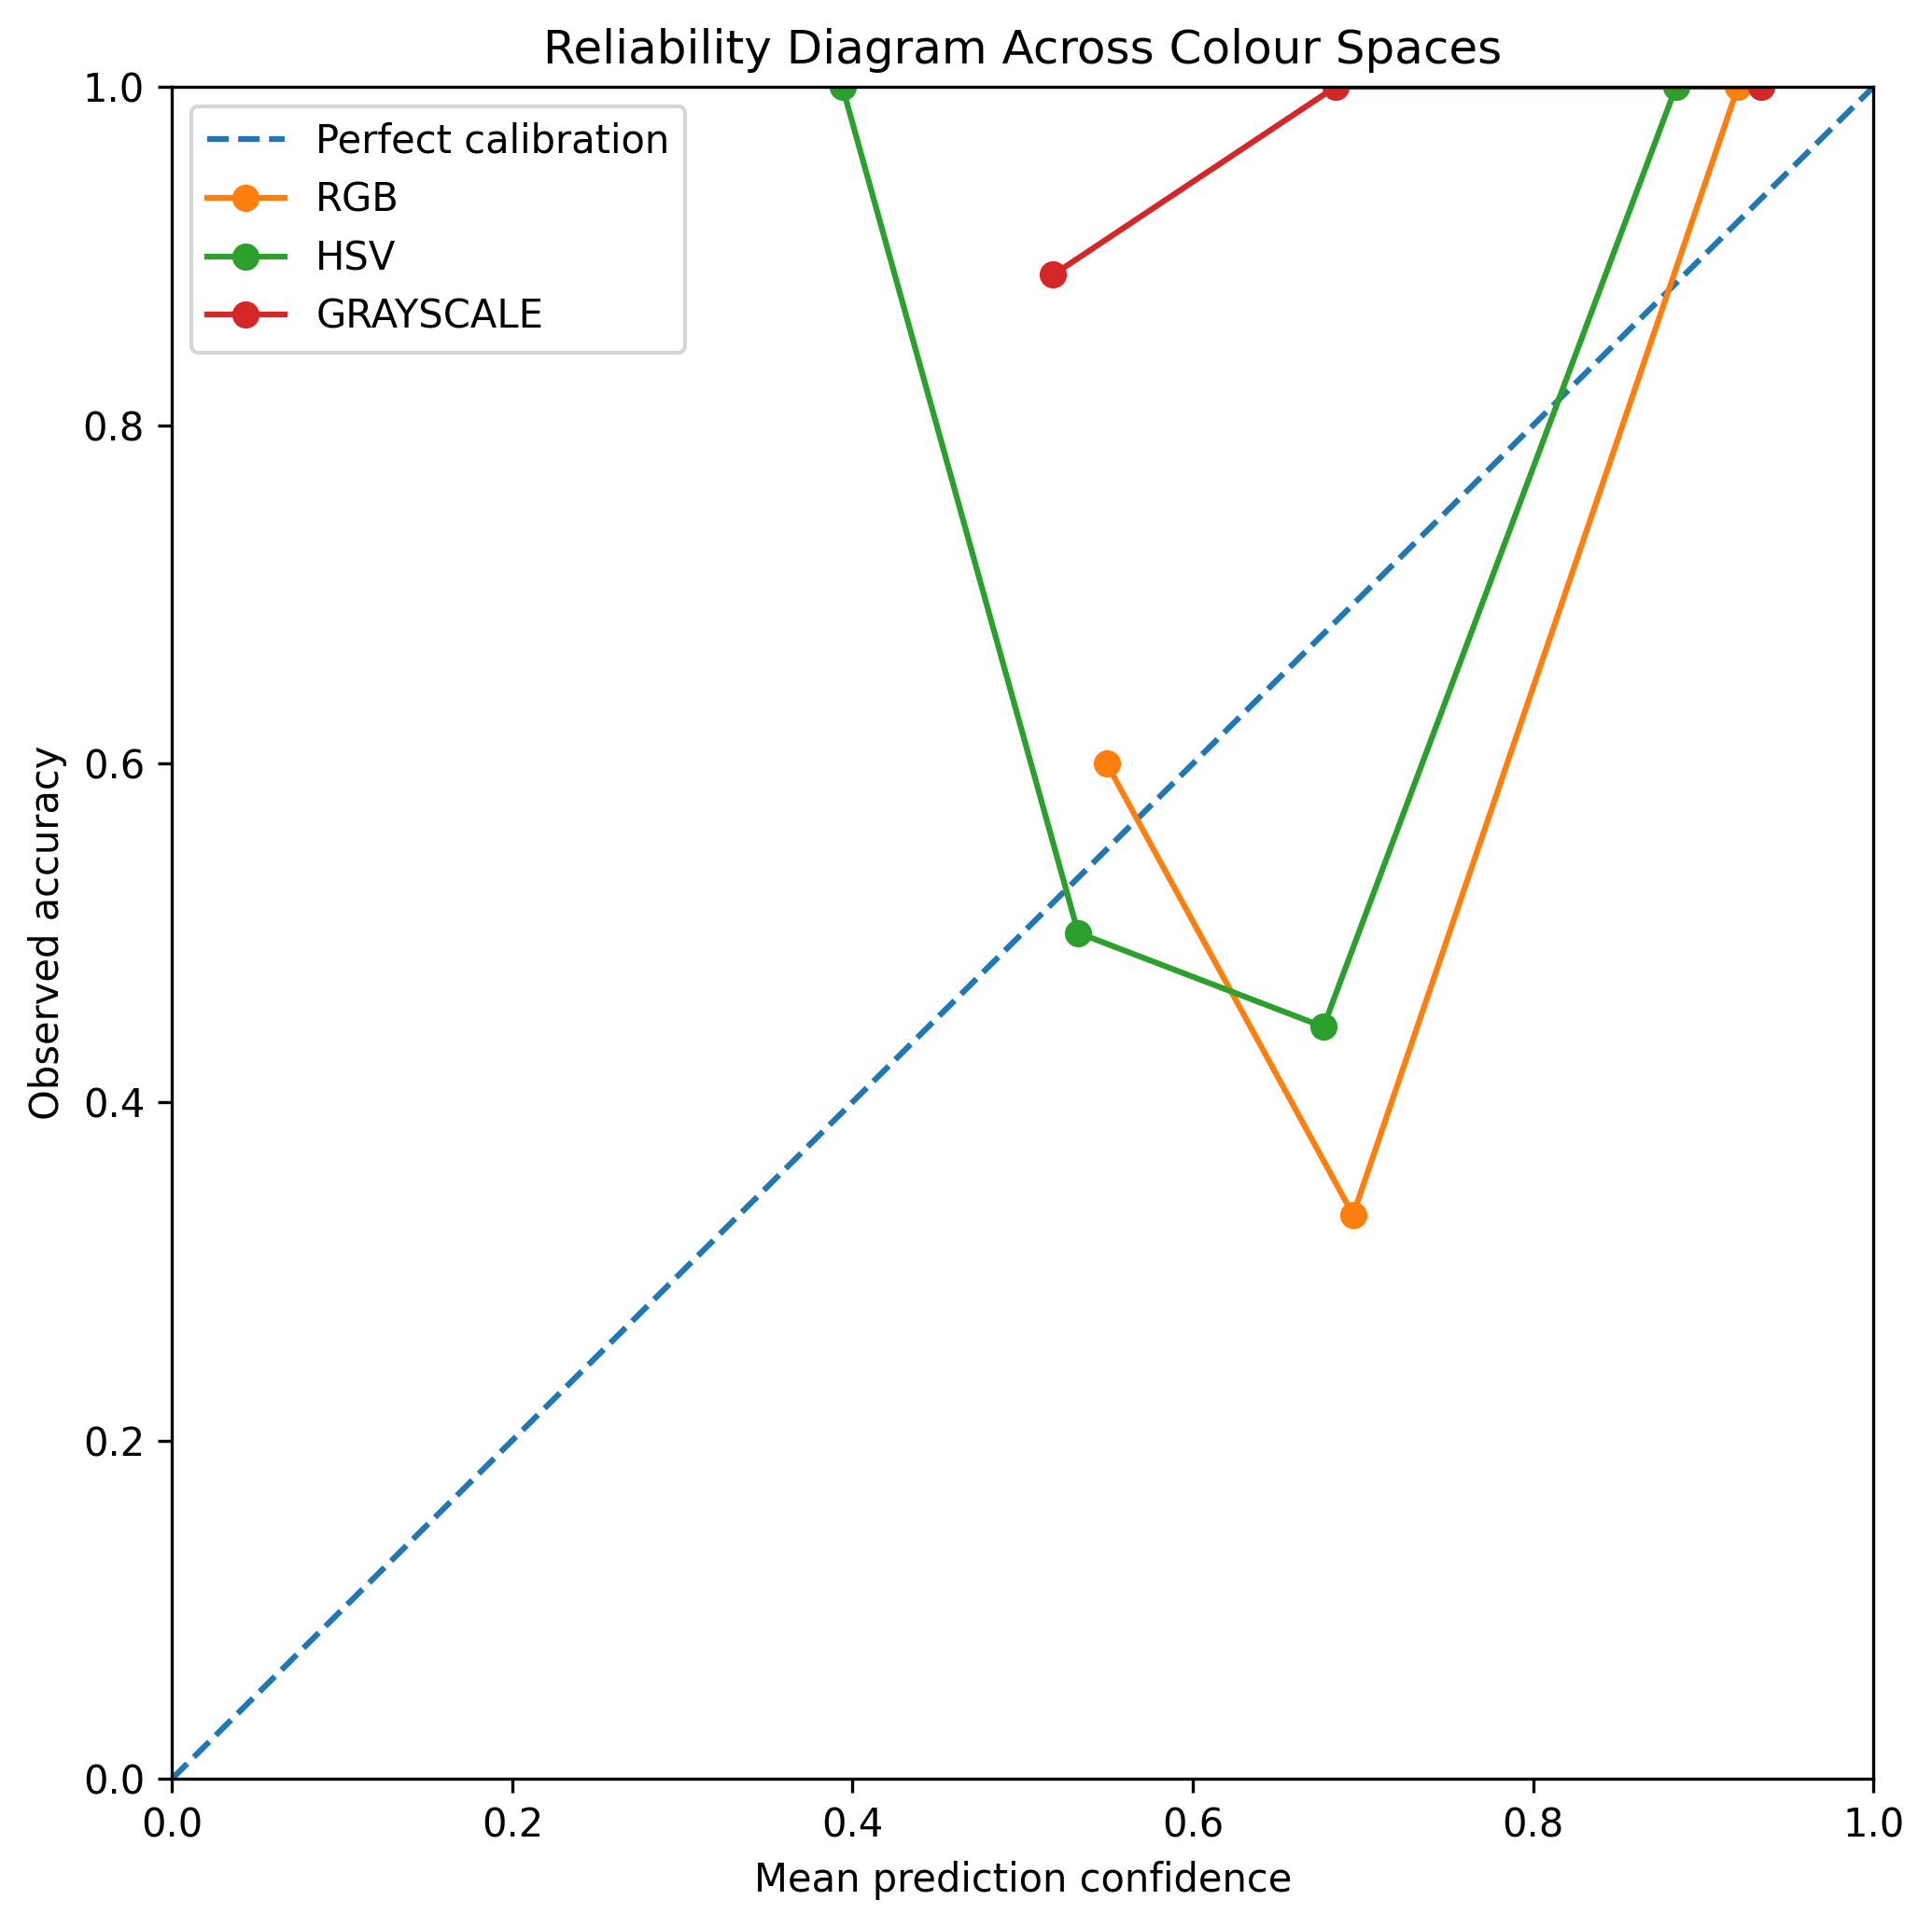 Reliability Diagram Across Colour Spaces
Perfect calibration
RGB
HSV
GRAYSCALE
Observed accuracy
1.0
0.8
0.6
0.4
0.2
0.0
0.0 0.2 0.4 0.6 0.8 1.0
Mean prediction confidence